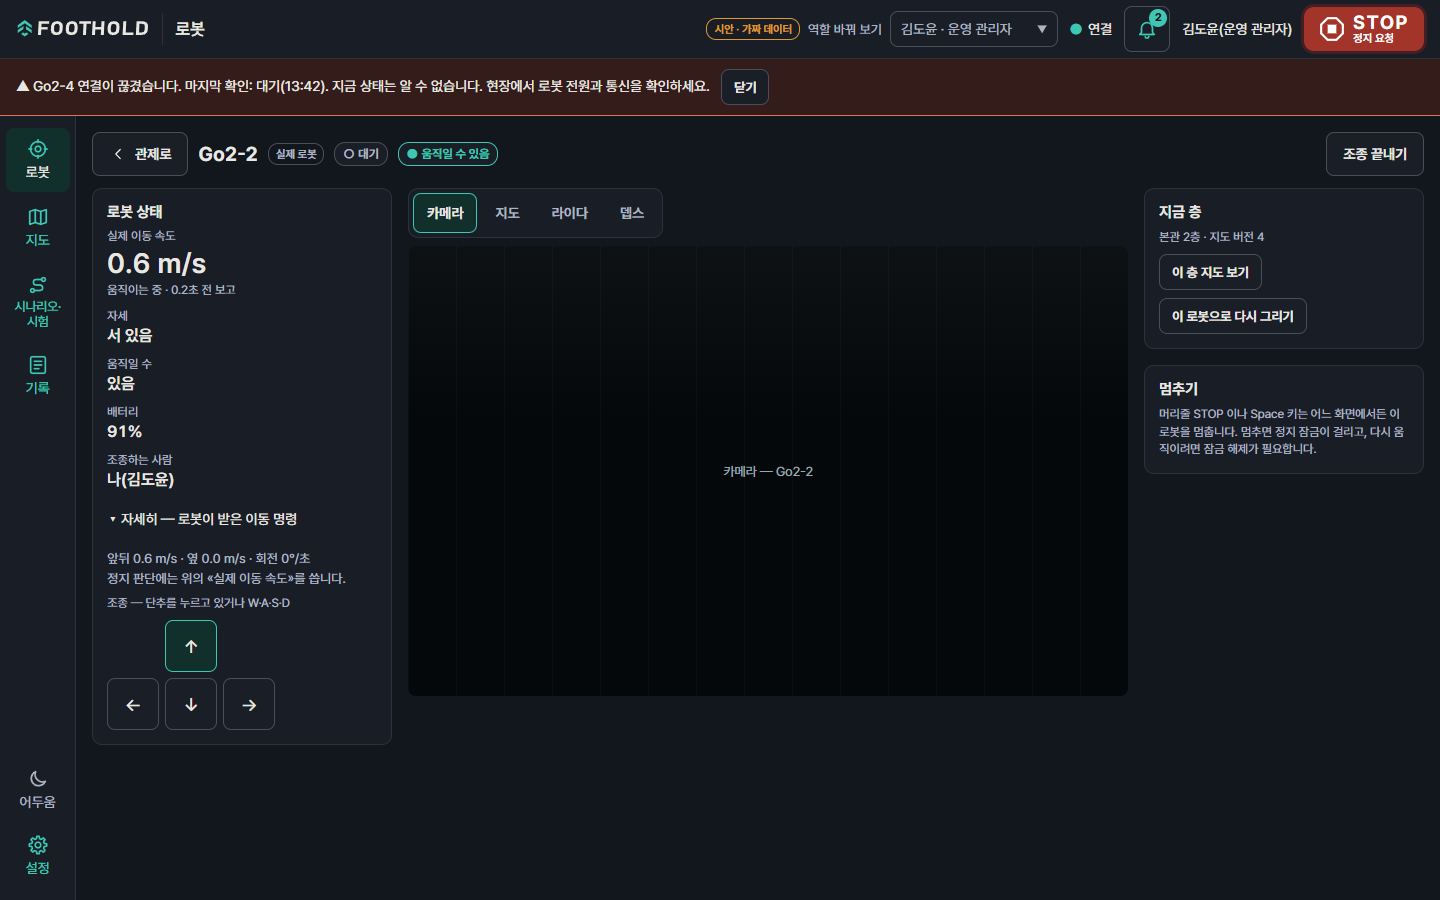 FOOTHOLD 로봇 시안 · 가짜 데이터 역할 바꿔 보기 김도윤 · 운영 관리자 ▼ 연결 2 김도윤(운영 관리자) STOP 정지 요청
▲ Go2-4 연결이 끊겼습니다. 마지막 확인: 대기(13:42). 지금 상태는 알 수 없습니다. 현장에서 로봇 전원과 통신을 확인하세요. 닫기
로봇
지도
시나리오·
시험
기록
어두움
설정
관제로 Go2-2 실제 로봇 대기 움직일 수 있음 조종 끝내기
로봇 상태
실제 이동 속도
0.6 m/s
움직이는 중 · 0.2초 전 보고
자세
서 있음
움직일 수
있음
배터리
91%
조종하는 사람
나(김도윤)
▾ 자세히 — 로봇이 받은 이동 명령
앞뒤 0.6 m/s · 옆 0.0 m/s · 회전 0°/초
정지 판단에는 위의 «실제 이동 속도»를 씁니다.
조종 — 단추를 누르고 있거나 W·A·S·D
↑
← ↓ →
카메라 지도 라이다 뎁스
카메라 — Go2-2
지금 층
본관 2층 · 지도 버전 4
이 층 지도 보기
이 로봇으로 다시 그리기
멈추기
머리줄 STOP 이나 Space 키는 어느 화면에서든 이
로봇을 멈춥니다. 멈추면 정지 잠금이 걸리고, 다시 움
직이려면 잠금 해제가 필요합니다.